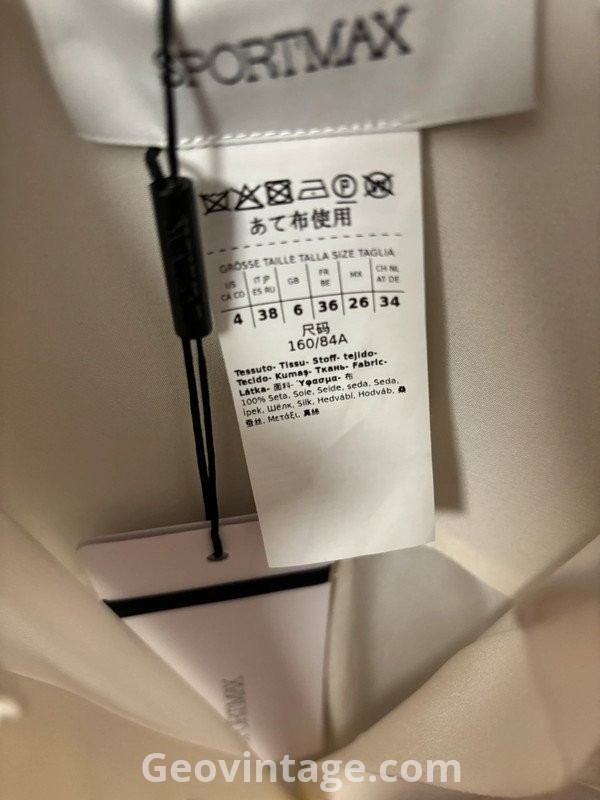 SPORTMAX
P
W
あて布使用
GRÖSSE TAILLE TALLA SIZE TAGLIA
US CA CO
IT JP ES RU
GB
FR BE
MX
CH NL AT DE
4 38 6 36 26 34
尺码
160/84A
Tessuto- Tissu- Stoff- tejido-
Tecido- Kumaş- Ткань- Fabric-
Látka- 面料- Ύφασμα- 布
100% Seta, Soie, Seide, seda, Seda,
İpek, Шёлк, Silk, Hedvábí, Hodváb,
蚕丝, Μετάξι,
SPORTMAX
Geovintage.com